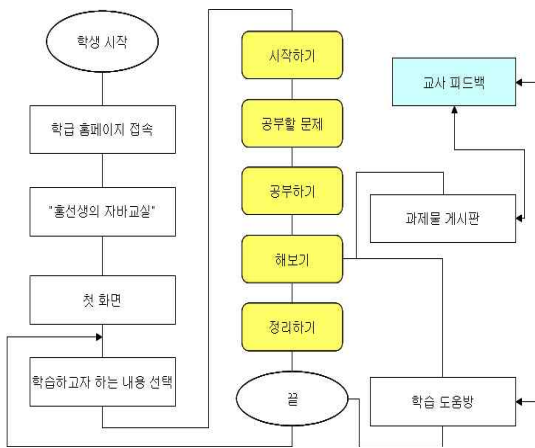 학생 시작
학급 홈페이지 접속
"홍선생의 자바교실"
첫 화면
학습하고자 하는 내용 선택
시작하기
공부할 문제
공부하기
해보기
정리하기
끝
교사 피드백
과제물 게시판
학습 도움방